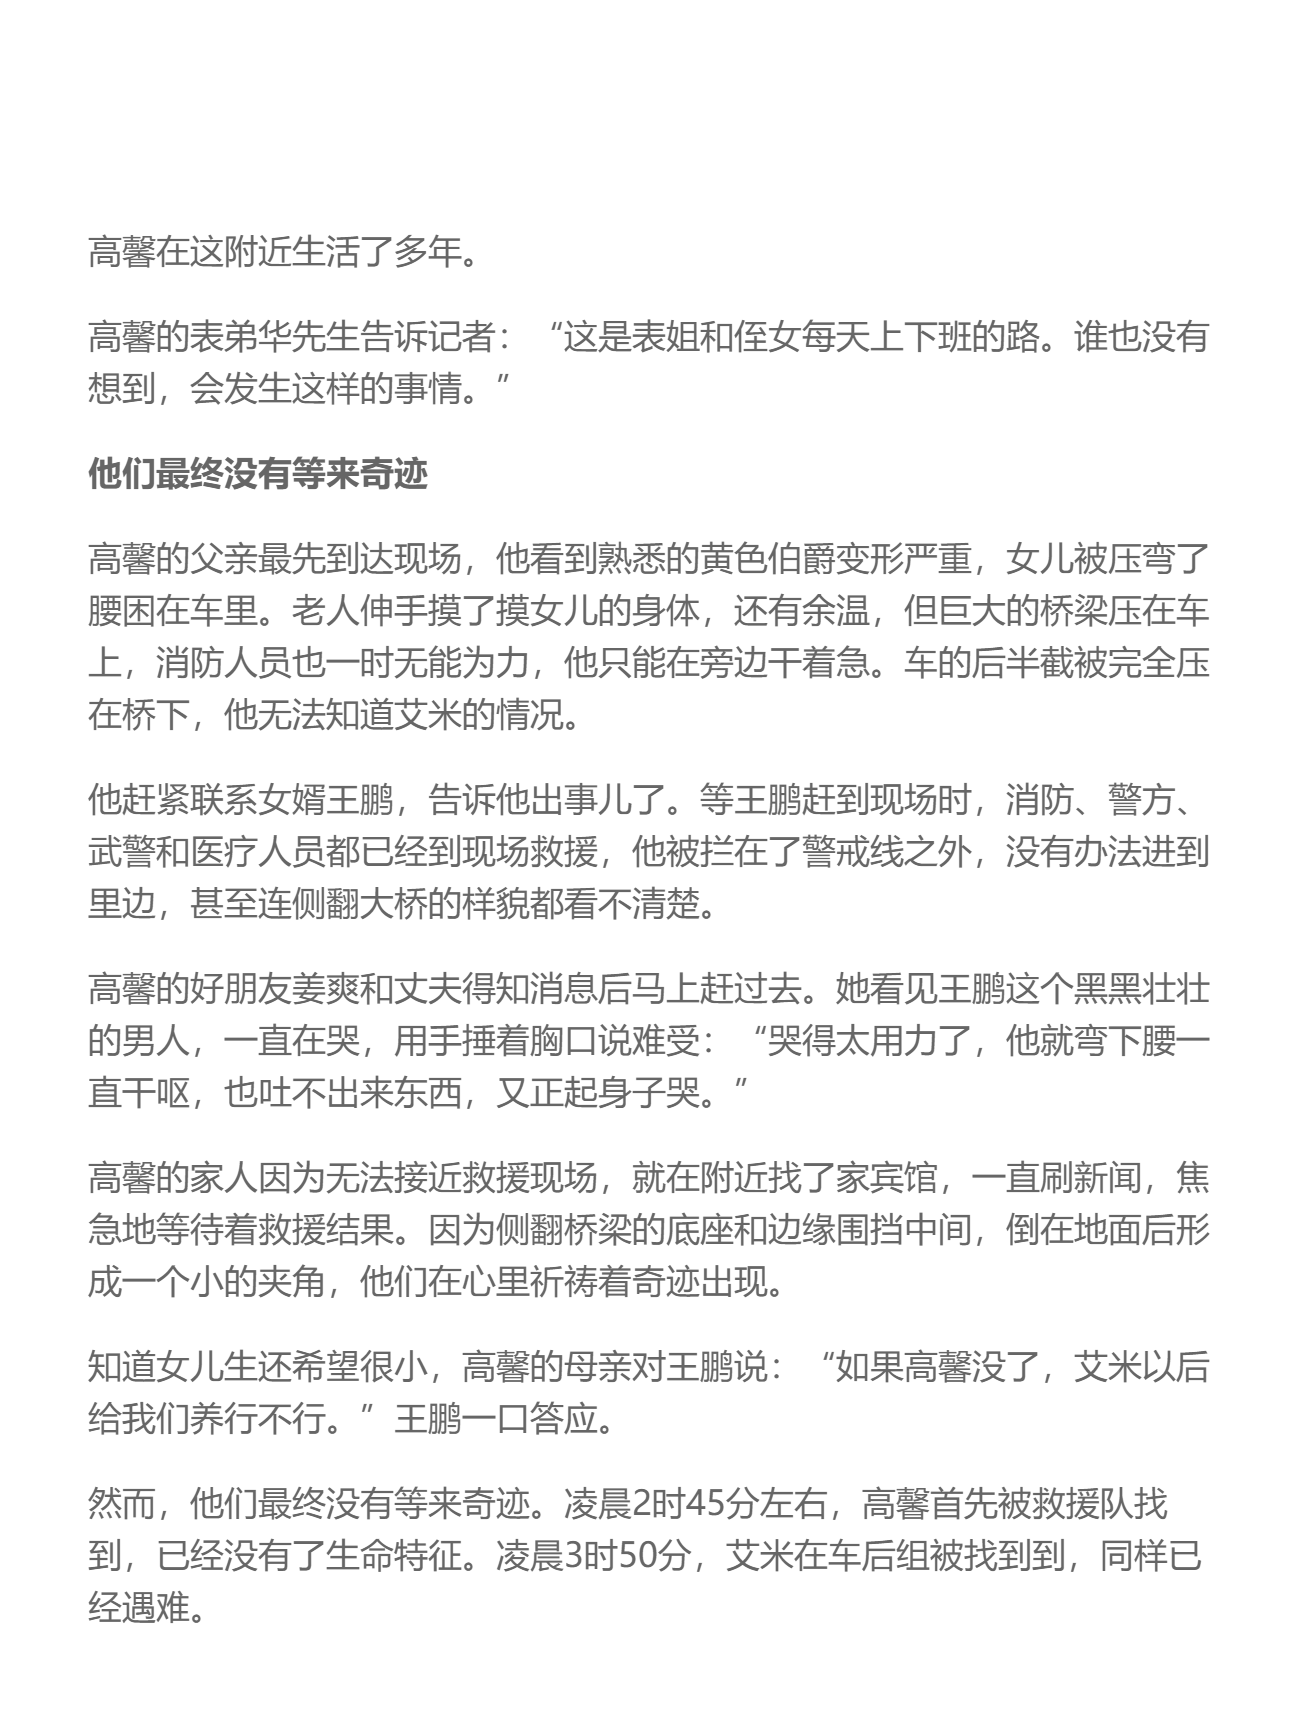 高馨在这附近生活了多年。
高馨的表弟华先生告诉记者：“这是表姐和侄女每天上下班的路。谁也没有
想到，会发生这样的事情。”
他们最终没有等来奇迹
高馨的父亲最先到达现场，他看到熟悉的黄色伯爵变形严重，女儿被压弯了
腰困在车里。老人伸手摸了摸女儿的身体，还有余温，但巨大的桥梁压在车
上，消防人员也一时无能为力，他只能在旁边干着急。车的后半截被完全压
在桥下，他无法知道艾米的情况。
他赶紧联系女婿王鹏，告诉他出事儿了。等王鹏赶到现场时，消防、警方、
武警和医疗人员都已经到现场救援，他被拦在了警戒线之外，没有办法进到
里边，甚至连侧翻大桥的样貌都看不清楚。
高馨的好朋友姜爽和丈夫得知消息后马上赶过去。她看见王鹏这个黑黑壮壮
的男人，一直在哭，用手捶着胸口说难受：“哭得太用力了，他就弯下腰一
直干呕，也吐不出来东西，又正起身子哭。”
高馨的家人因为无法接近救援现场，就在附近找了家宾馆，一直刷新闻，焦
急地等待着救援结果。因为侧翻桥梁的底座和边缘围挡中间，倒在地面后形
成一个小的夹角，他们在心里祈祷着奇迹出现。
知道女儿生还希望很小，高馨的母亲对王鹏说：“如果高馨没了，艾米以后
给我们养行不行。”王鹏一口答应。
然而，他们最终没有等来奇迹。凌晨2时45分左右，高馨首先被救援队找
到，已经没有了生命特征。凌晨3时50分，艾米在车后组被找到到，同样已
经遇难。